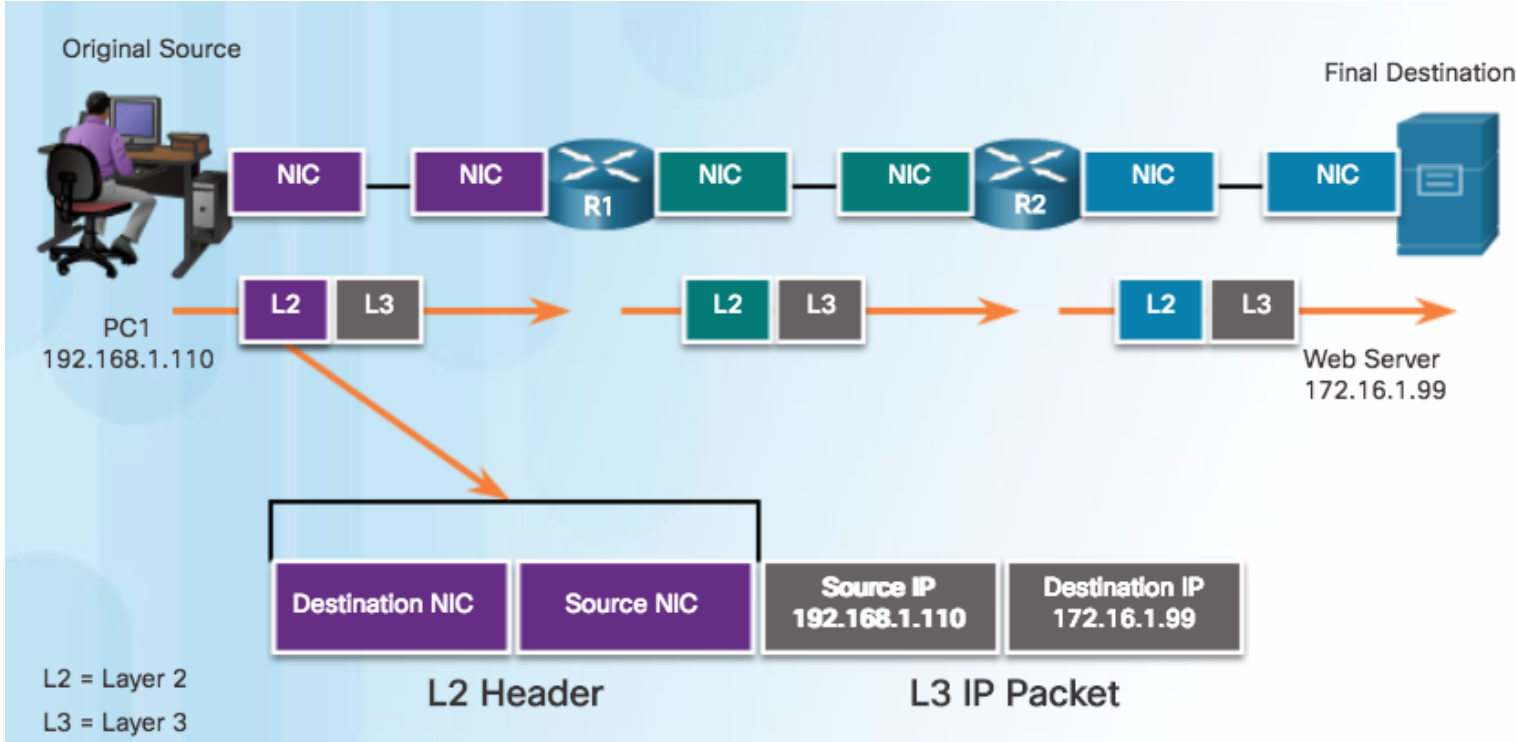 Original Source
Final Destination
NIC
NIC
R1
NIC
NIC
R2
NIC
NIC
L2
L3
L2
L3
L2
L3
PC1
192.168.1.110
Web Server
172.16.1.99
Destination NIC
Source NIC
Source IP
192.168.1.110
Destination IP
172.16.1.99
L2 Header
L3 IP Packet
L2 = Layer 2
L3 = Layer 3